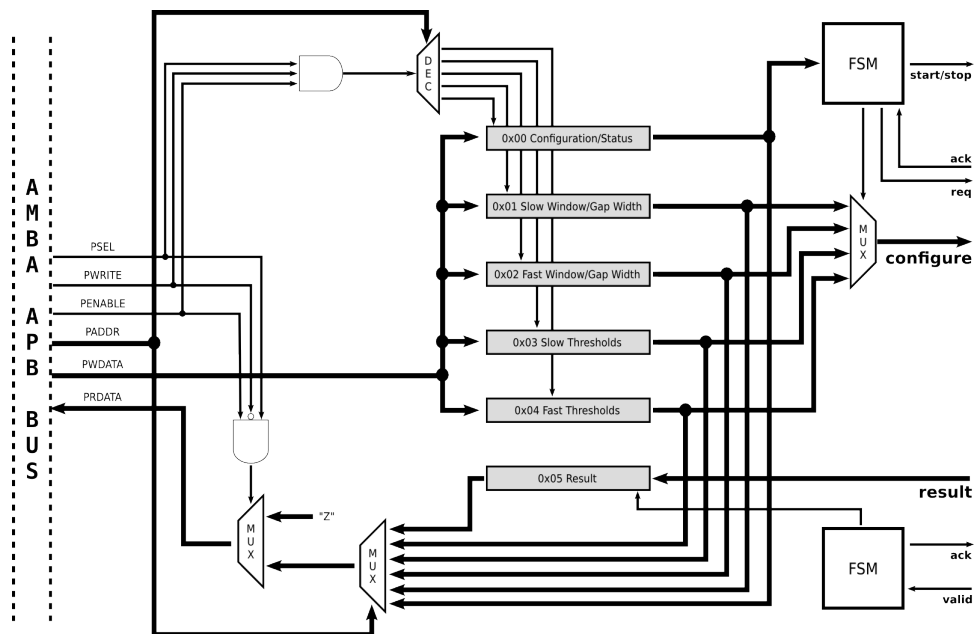 AMBA APB BUS
PSEL
PWRITE
PENABLE
PADDR
PWDATA
PRDATA
DEC
0x00 Configuration/Status
0x01 Slow Window/Gap Width
0x02 Fast Window/Gap Width
0x03 Slow Thresholds
0x04 Fast Thresholds
0x05 Result
FSM
start/stop
ack
req
MUX
configure
result
MUX
"Z"
MUX
FSM
ack
valid